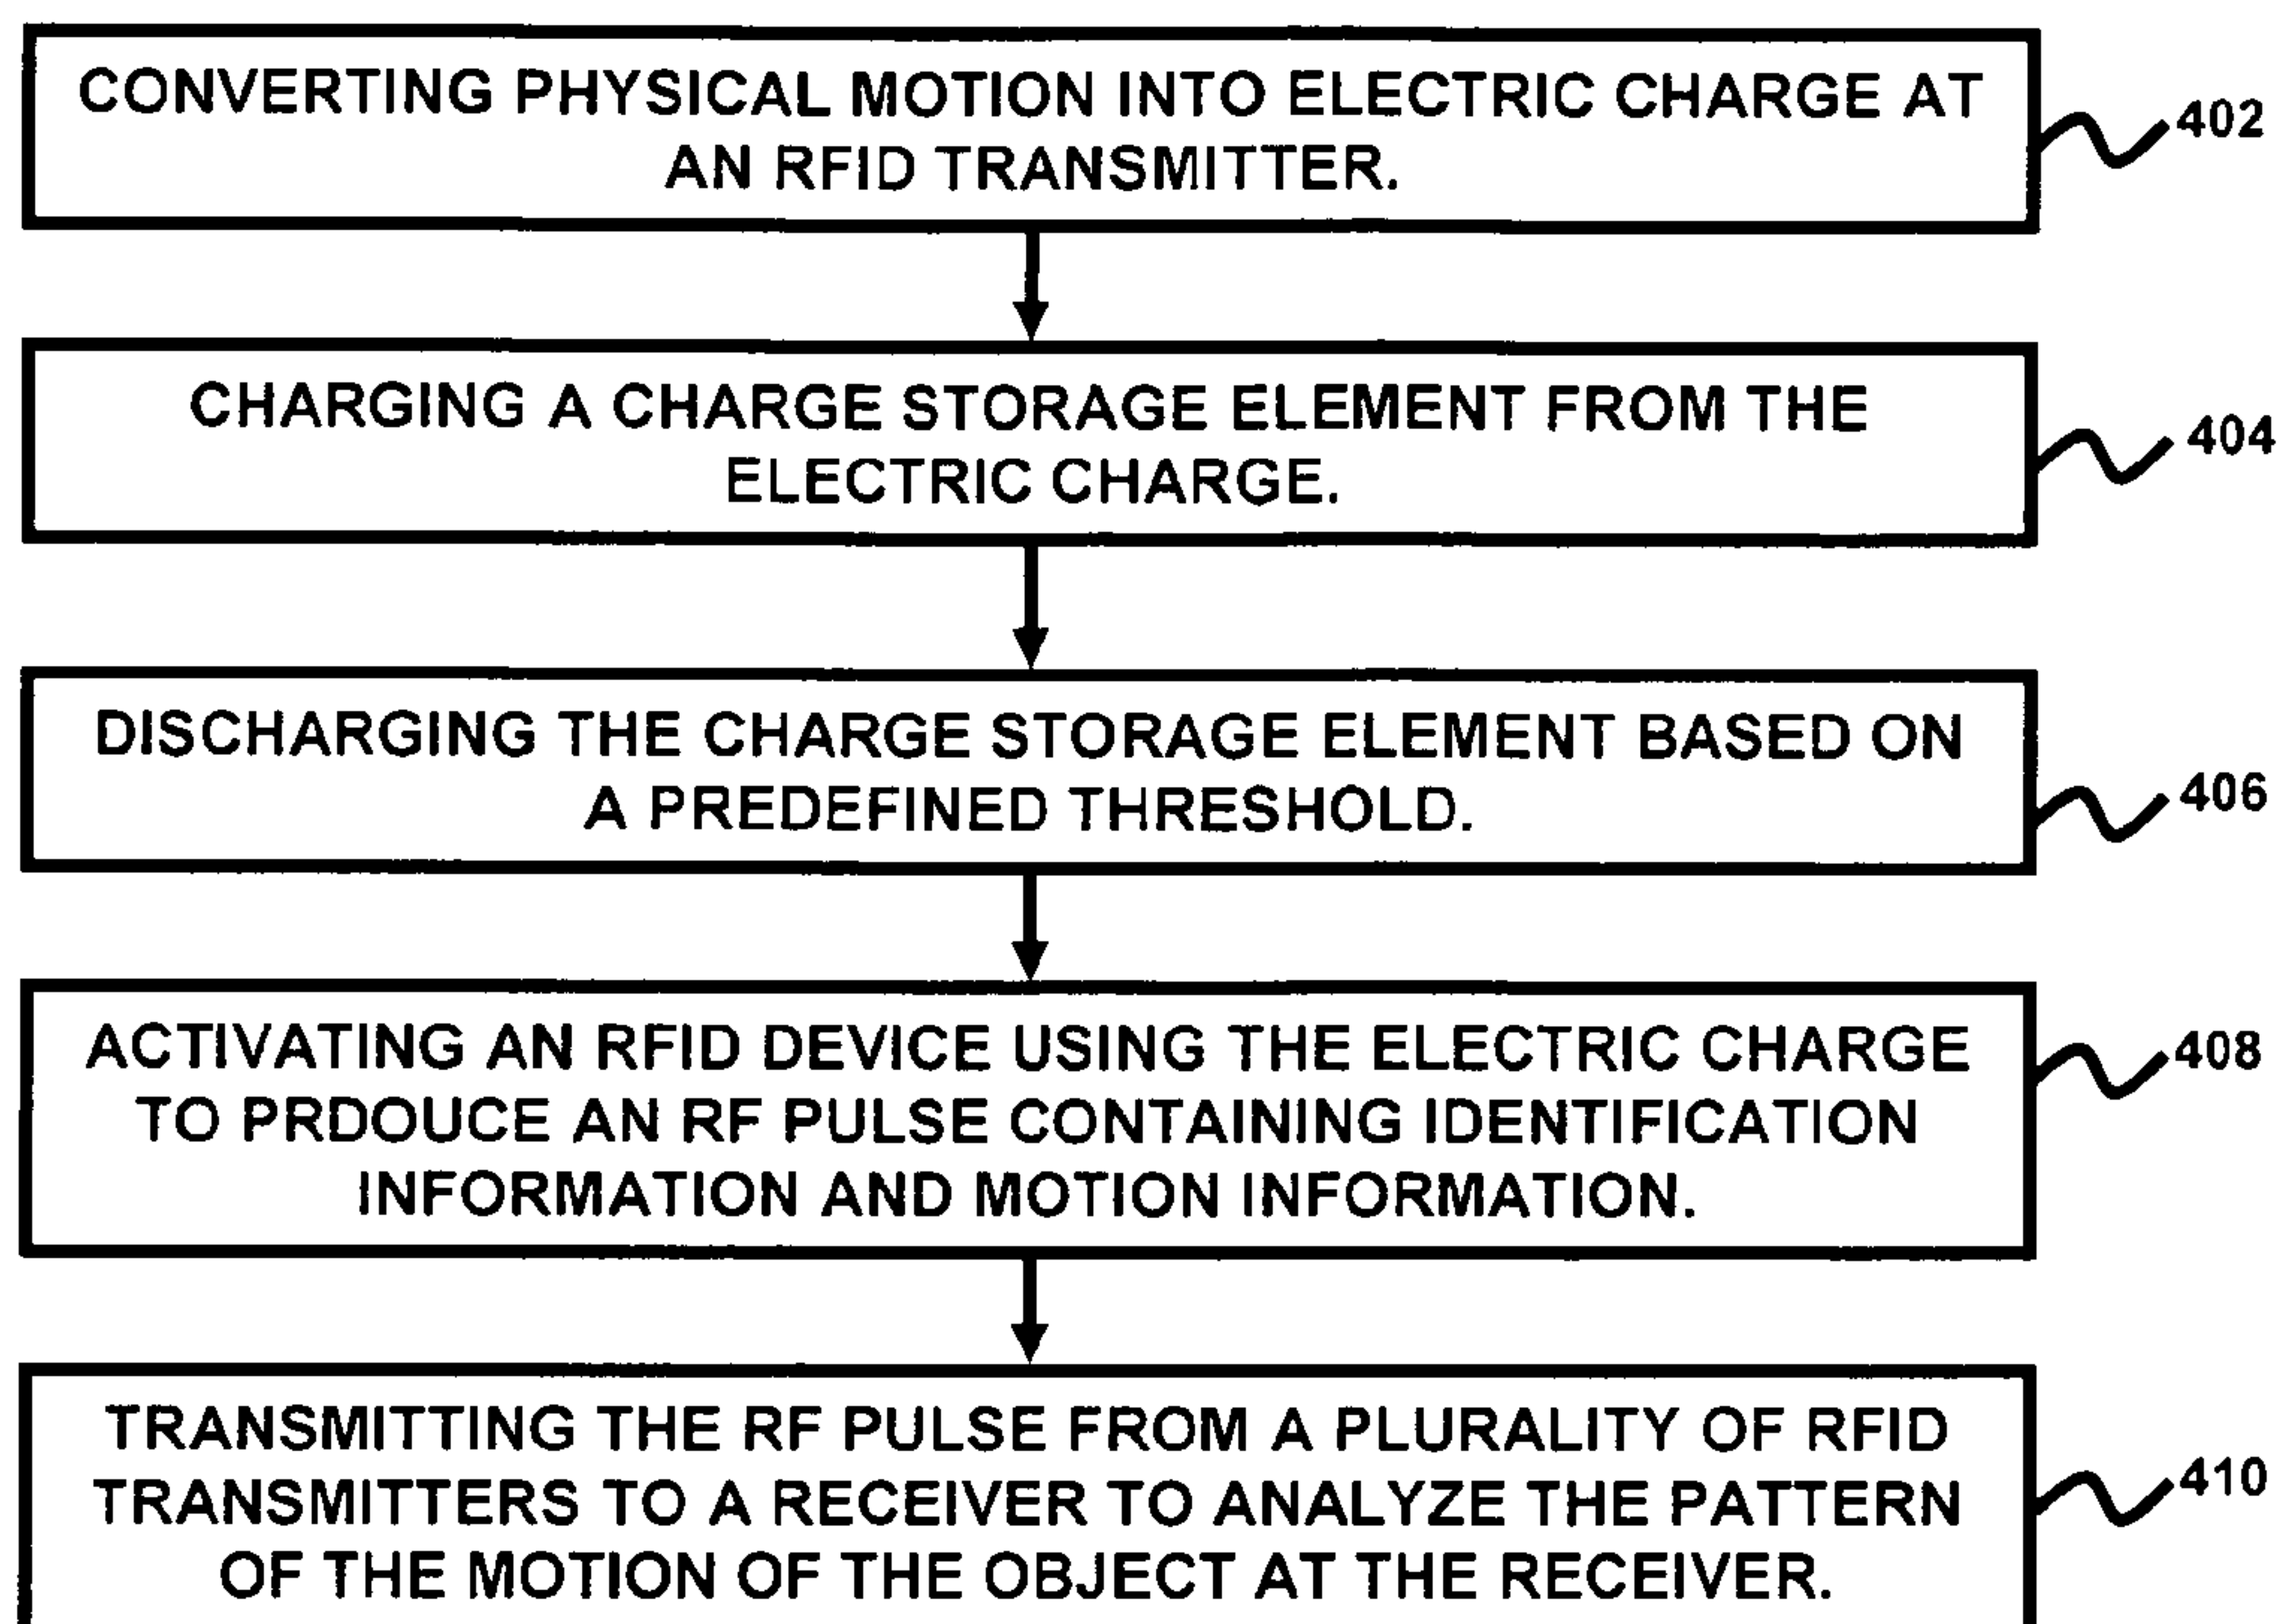 CONVERTING PHYSICAL MOTION INTO ELECTRIC CHARGE AT
AN RFID TRANSMITTER.
402
CHARGING A CHARGE STORAGE ELEMENT FROM THE
ELECTRIC CHARGE.
404
DISCHARGING THE CHARGE STORAGE ELEMENT BASED ON
A PREDEFINED THRESHOLD.
406
ACTIVATING AN RFID DEVICE USING THE ELECTRIC CHARGE
TO PRDOUCE AN RF PULSE CONTAINING IDENTIFICATION
INFORMATION AND MOTION INFORMATION.
408
TRANSMITTING THE RF PULSE FROM A PLURALITY OF RFID
TRANSMITTERS TO A RECEIVER TO ANALYZE THE PATTERN
OF THE MOTION OF THE OBJECT AT THE RECEIVER.
410